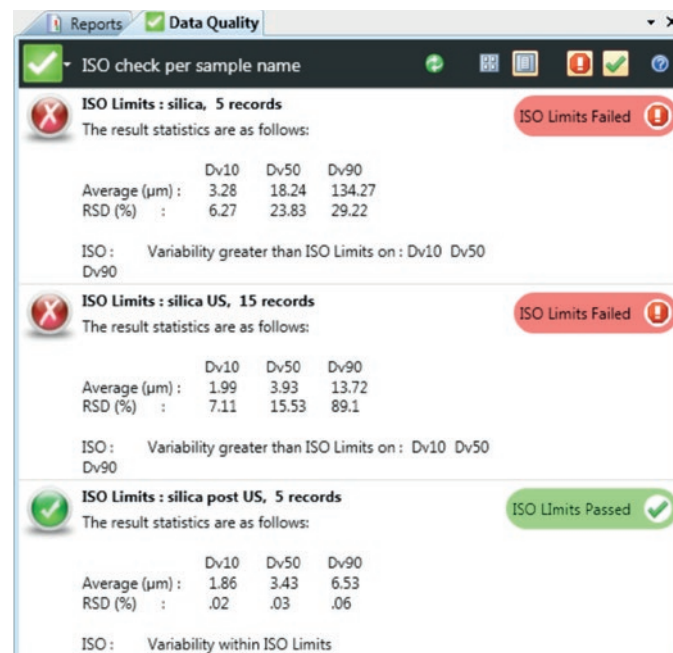 Reports
Data Quality
ISO check per sample name
ISO Limits : silica, 5 records
ISO Limits Failed
The result statistics are as follows:
Dv10 Dv50 Dv90
Average (µm) : 3.28 18.24 134.27
RSD (%) : 6.27 23.83 29.22
ISO : Variability greater than ISO Limits on : Dv10 Dv50
Dv90
ISO Limits : silica US, 15 records
ISO Limits Failed
The result statistics are as follows:
Dv10 Dv50 Dv90
Average (µm) : 1.99 3.93 13.72
RSD (%) : 7.11 15.53 89.1
ISO : Variability greater than ISO Limits on : Dv10 Dv50
Dv90
ISO Limits : silica post US, 5 records
ISO LImits Passed
The result statistics are as follows:
Dv10 Dv50 Dv90
Average (µm) : 1.86 3.43 6.53
RSD (%) : .02 .03 .06
ISO : Variability within ISO Limits